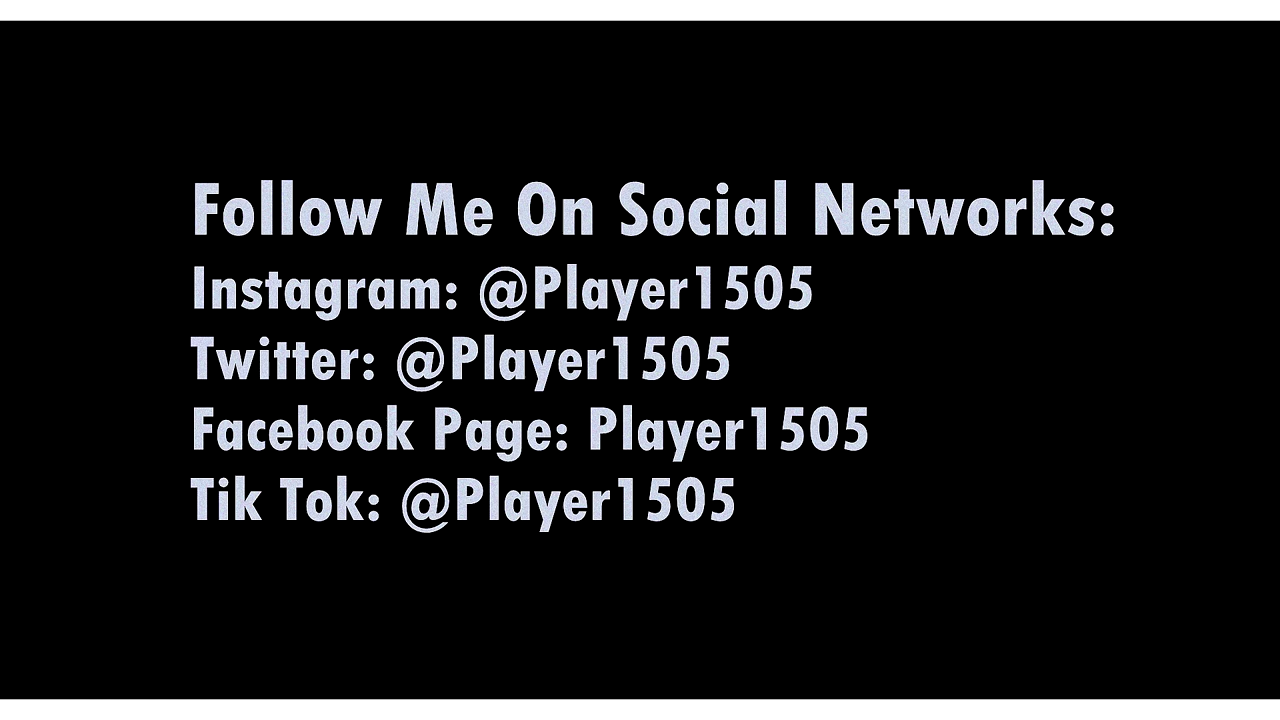 Follow Me On Social Networks:
Instagram: @Player1505
Twitter: @Player1505
Facebook Page: Player1505
Tik Tok: @Player1505